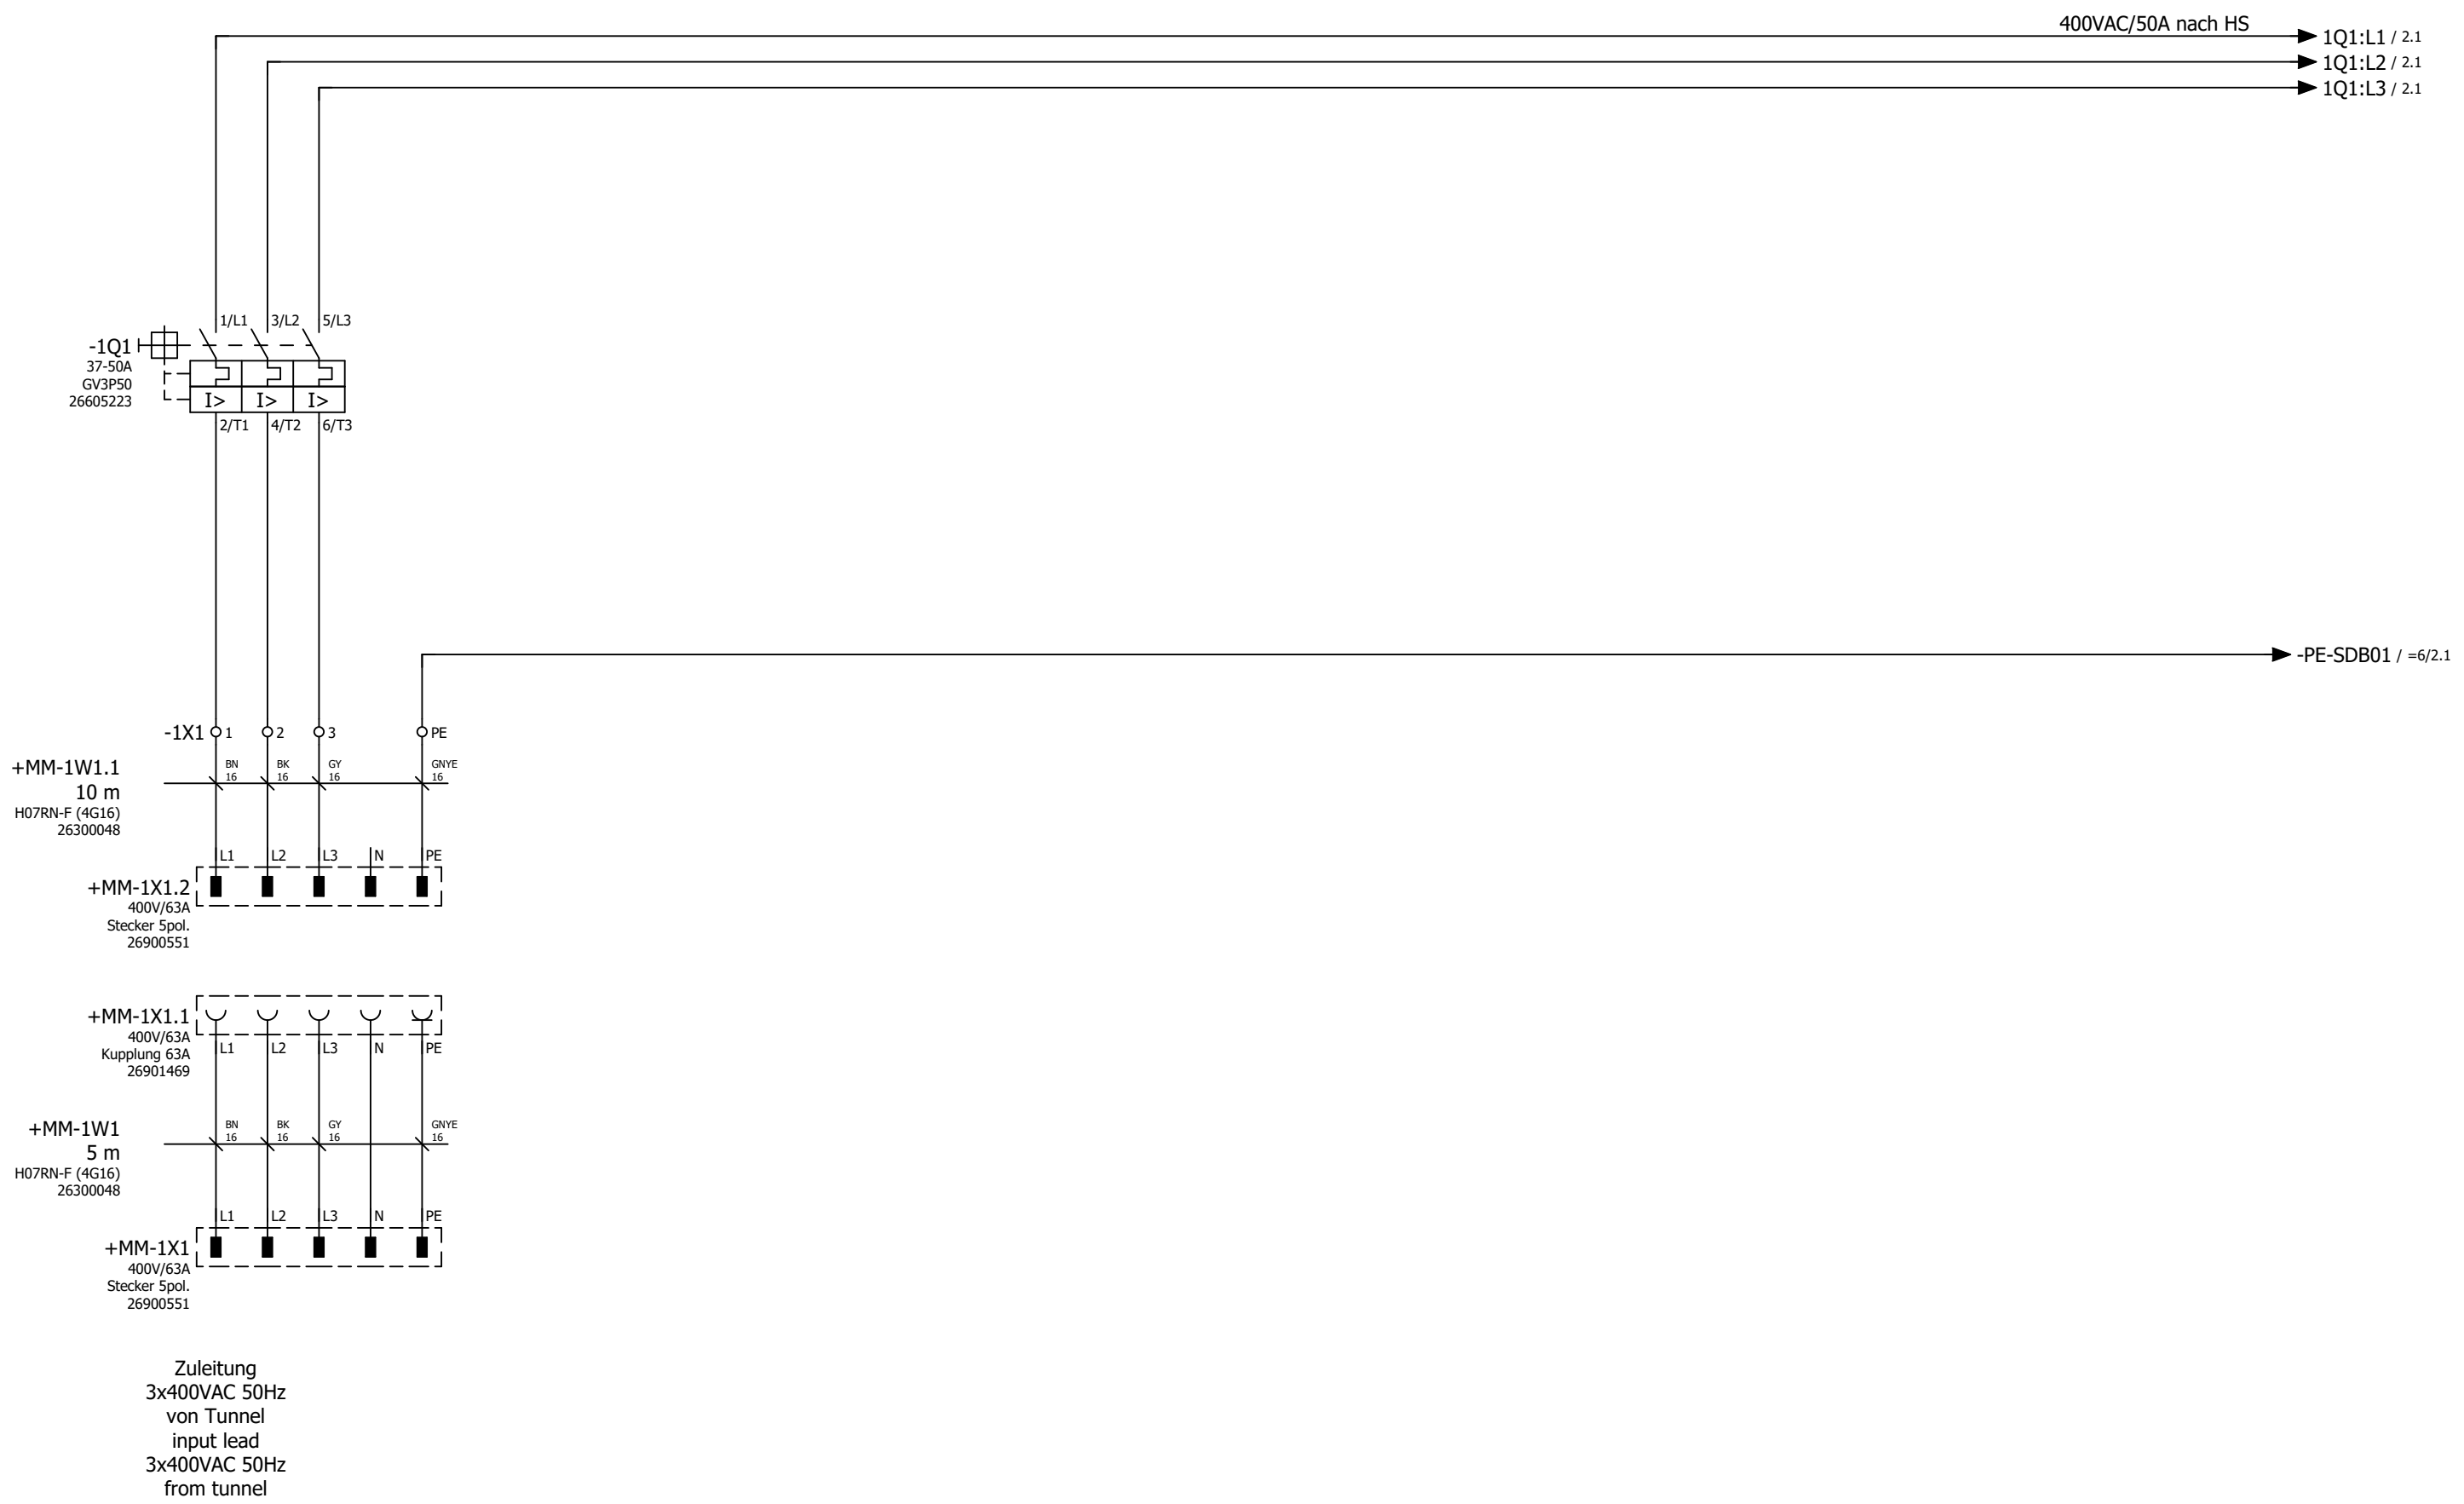 400VAC/50A nach HS
1Q1:L1 / 2.1
1Q1:L2 / 2.1
1Q1:L3 / 2.1
1/L1 3/L2 5/L3
-1Q1
37-50A
GV3P50
26605223
I> I> I>
2/T1 4/T2 6/T3
-PE-SDB01 / =6/2.1
-1X1 1 2 3 PE
+MM-1W1.1
10 m
H07RN-F (4G16)
26300048
BN BK GY GNYE
16 16 16 16
L1 L2 L3 N PE
+MM-1X1.2
400V/63A
Stecker 5pol.
26900551
+MM-1X1.1
400V/63A
Kupplung 63A
26901469
L1 L2 L3 N PE
+MM-1W1
5 m
H07RN-F (4G16)
26300048
BN BK GY GNYE
16 16 16 16
L1 L2 L3 N PE
+MM-1X1
400V/63A
Stecker 5pol.
26900551
Zuleitung
3x400VAC 50Hz
von Tunnel
input lead
3x400VAC 50Hz
from tunnel